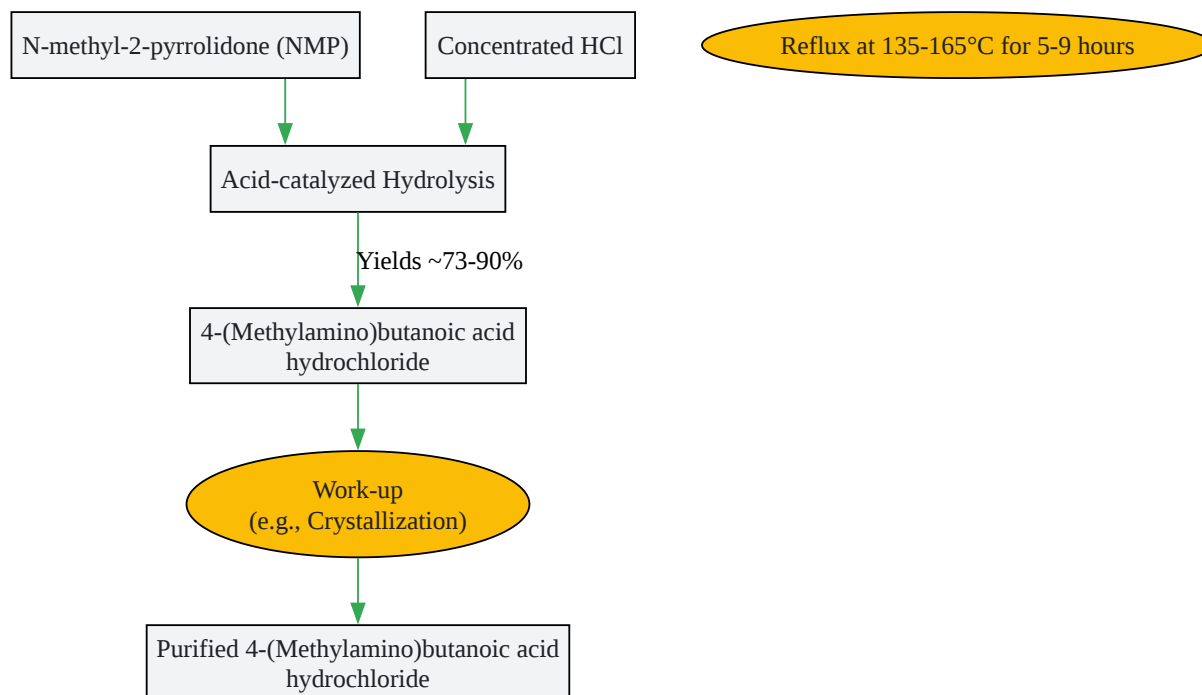 N-methyl-2-pyrrolidone (NMP)
Concentrated HCl
Reflux at 135-165°C for 5-9 hours
Acid-catalyzed Hydrolysis
Yields ~73-90%
4-(Methylamino)butanoic acid
hydrochloride
Work-up
(e.g., Crystallization)
Purified 4-(Methylamino)butanoic acid
hydrochloride